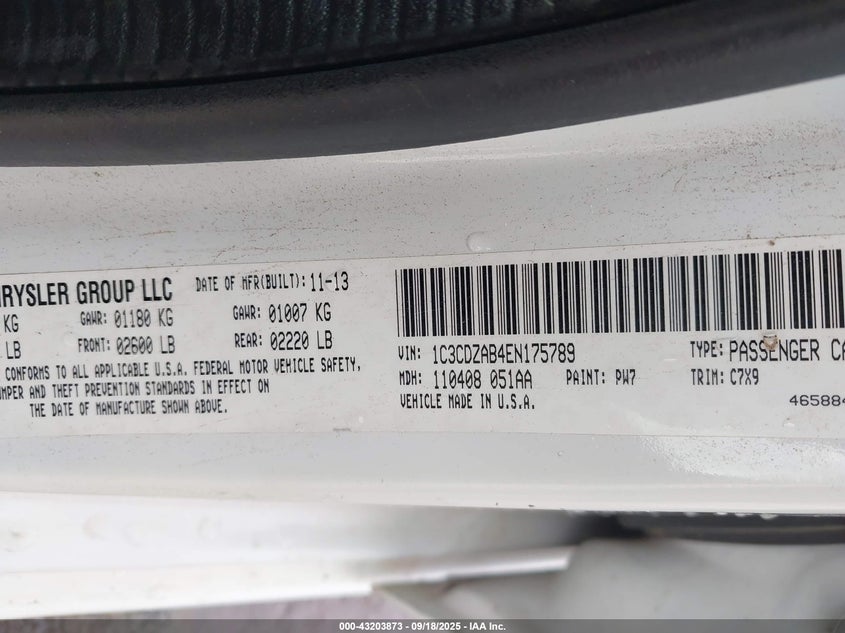 RYSLER GROUP LLC DATE OF MFR(BUILT): 11-13
KG GAWR: 01180 KG GAWR: 01007 KG
LB FRONT: 02600 LB REAR: 02220 LB
CONFORMS TO ALL APPLICABLE U.S.A. FEDERAL MOTOR VEHICLE SAFETY,
UMPER AND THEFT PREVENTION STANDARDS IN EFFECT ON
THE DATE OF MANUFACTURE SHOWN ABOVE.
VIN: 1C3CDZAB4EN175789 TYPE: PASSENGER CA
MDH: 110408 051AA PAINT: PW7 TRIM: C7X9
VEHICLE MADE IN U.S.A. 46588
000-43203873 - 09/18/2025 - IAA Inc.